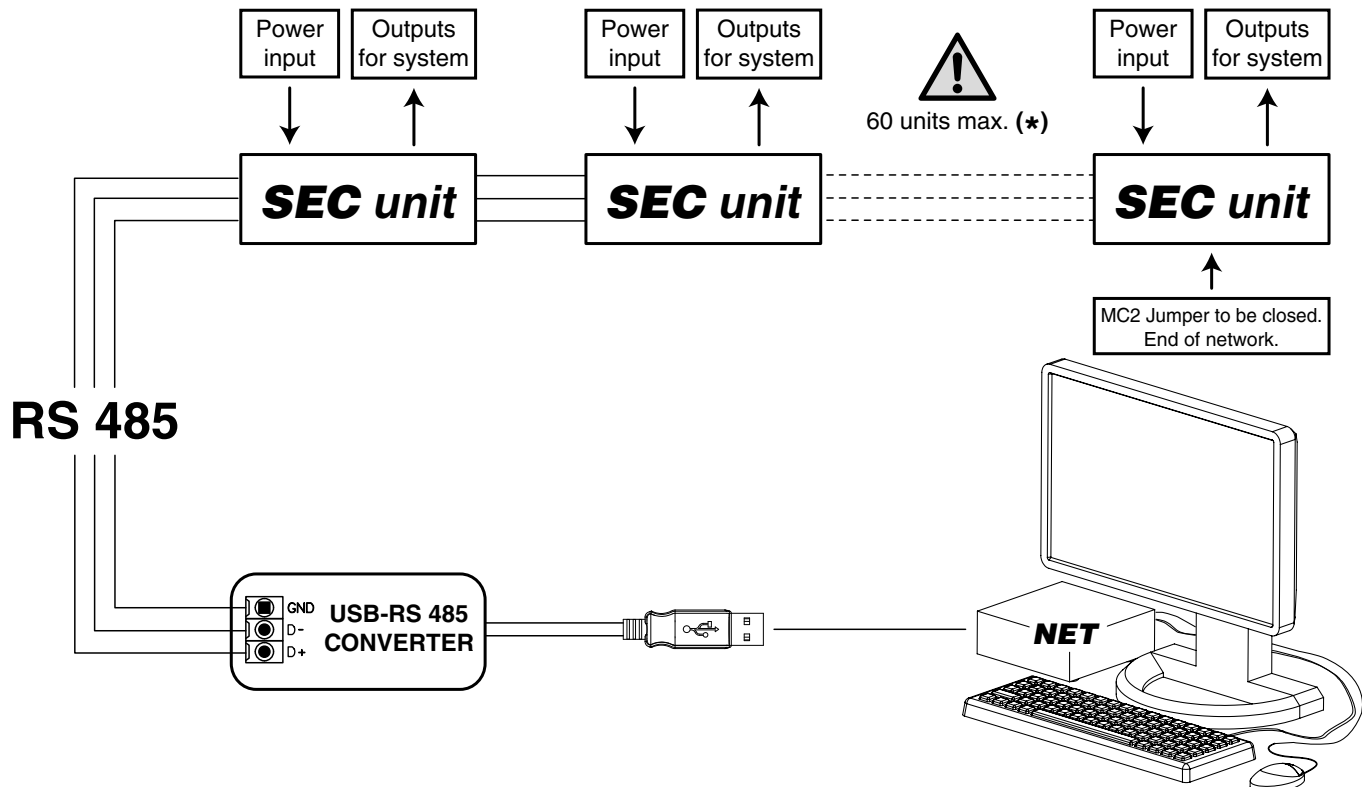 Power
input
Outputs
for system
Power
input
Outputs
for system
60 units max. (*)
Power
input
Outputs
for system
SEC unit
SEC unit
SEC unit
MC2 Jumper to be closed.
End of network.
RS 485
GND
D-
D+
USB-RS 485
CONVERTER
NET